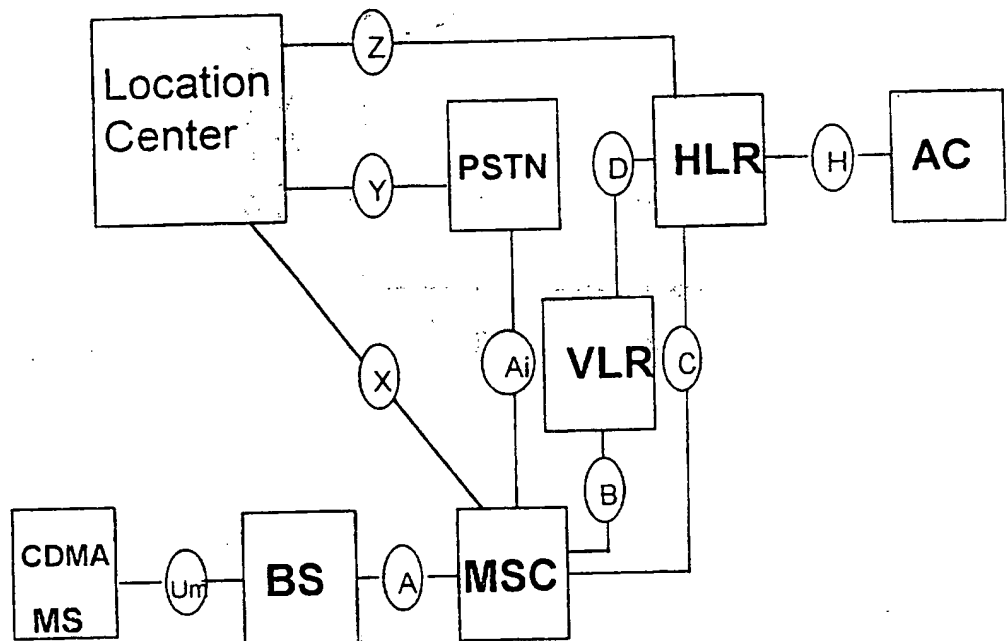 Z
Location
Center
PSTN
D
HLR
H
AC
Y
Ai
VLR
C
X
B
CDMA
MS
Um
BS
A
MSC